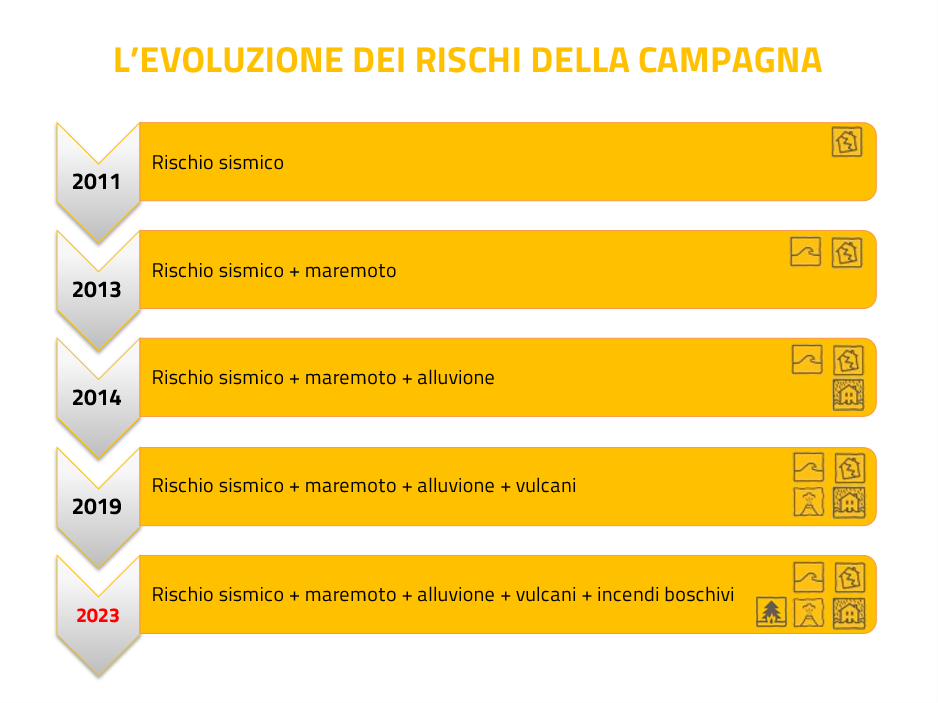 L’EVOLUZIONE DEI RISCHI DELLA CAMPAGNA
2011
Rischio sismico
2013
Rischio sismico + maremoto
2014
Rischio sismico + maremoto + alluvione
2019
Rischio sismico + maremoto + alluvione + vulcani
2023
Rischio sismico + maremoto + alluvione + vulcani + incendi boschivi